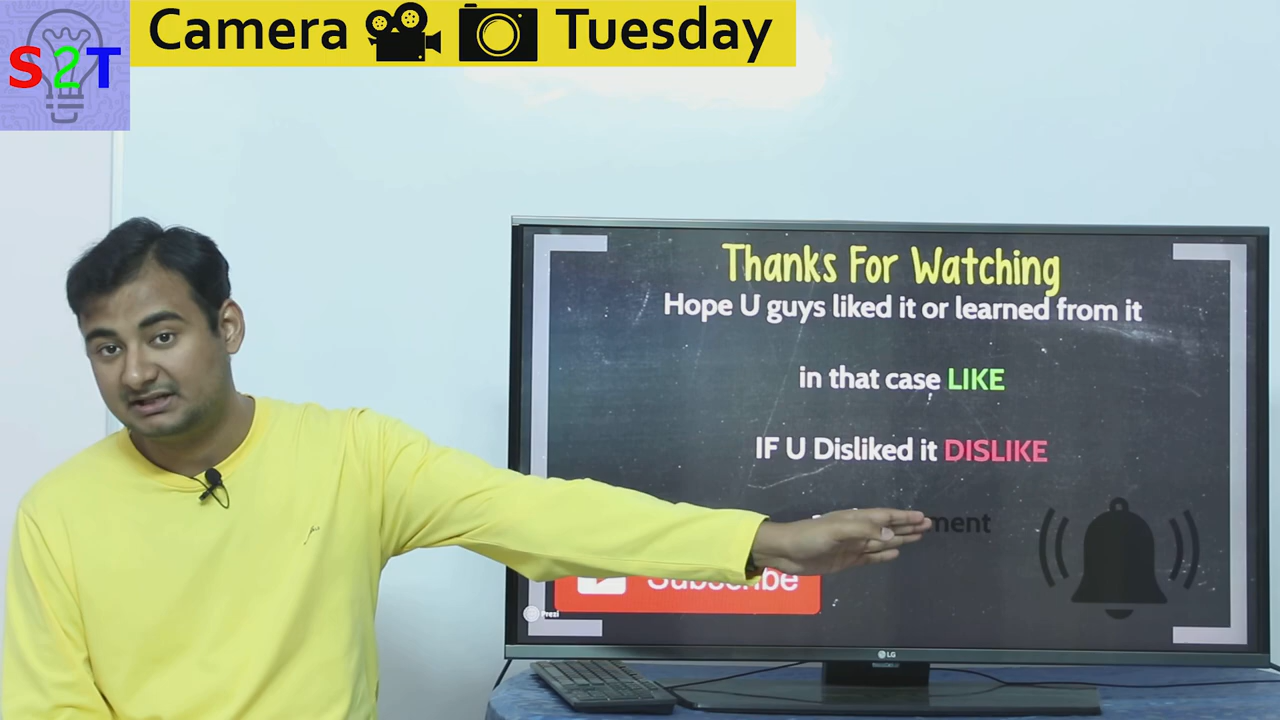 Camera Tuesday
S2T
Thanks For Watching
Hope U guys liked it or learned from it
in that case LIKE
IF U Disliked it DISLIKE
Subscribe
Prezi
LG